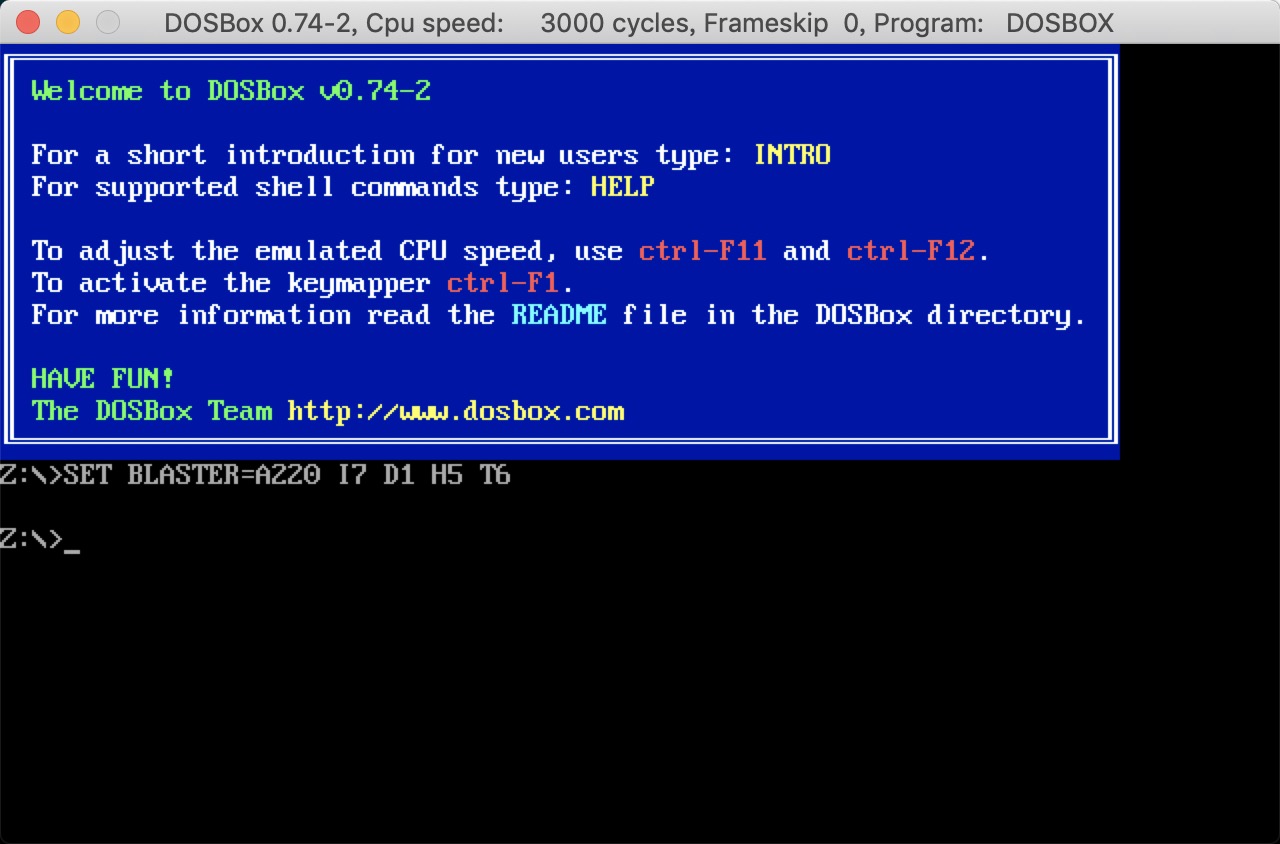 DOSBox 0.74-2, Cpu speed: 3000 cycles, Frameskip 0, Program: DOSBOX
Welcome to DOSBox v0.74-2
For a short introduction for new users type: INTRO
For supported shell commands type: HELP
To adjust the emulated CPU speed, use ctrl-F11 and ctrl-F12.
To activate the keymapper ctrl-F1.
For more information read the README file in the DOSBox directory.
HAVE FUN!
The DOSBox Team http://www.dosbox.com
Z:\>SET BLASTER=A220 I7 D1 H5 T6
Z:\>_